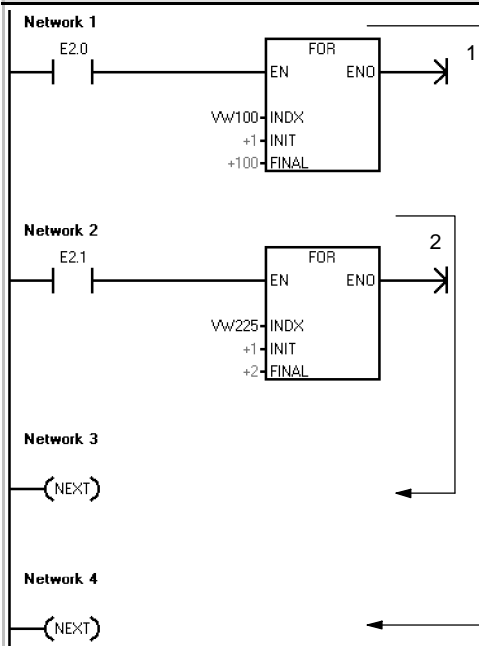 Network 1
E2.0
FOR
1
EN ENO
VW100 INDX
+1 INIT
+100 FINAL
Network 2
E2.1
FOR
2
EN ENO
VW225 INDX
+1 INIT
+2 FINAL
Network 3
NEXT
Network 4
NEXT